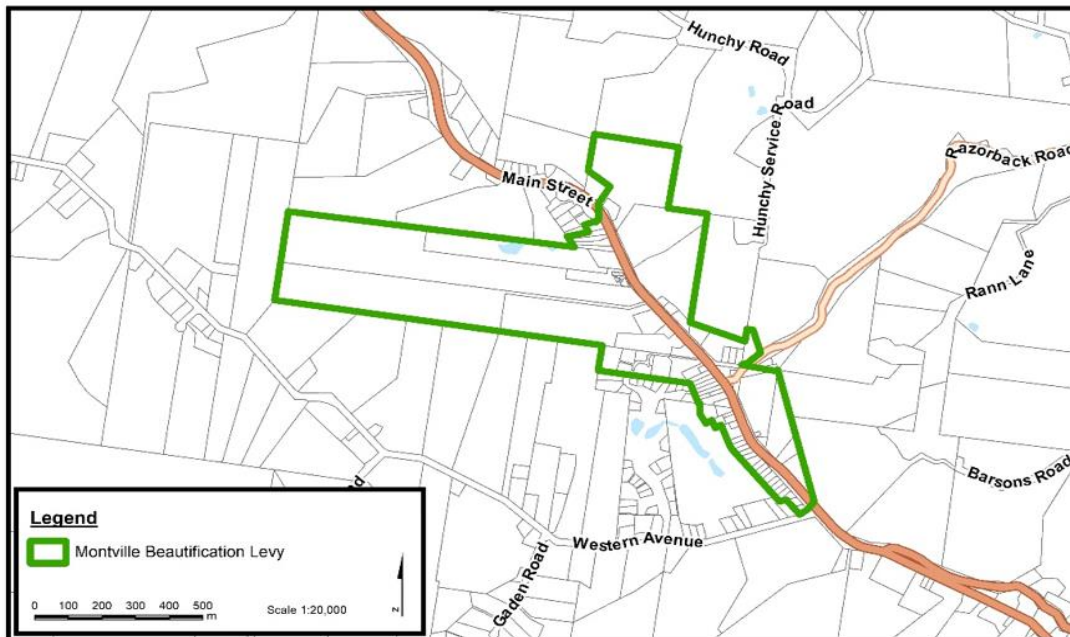 Hunchy Road
Hunchy Service Road
Razorback Road
Main Street
Rann Lane
Barsons Road
Western Avenue
Gaden Road
Legend
Montville Beautification Levy
0 100 200 300 400 500
m
Scale 1:20,000
N